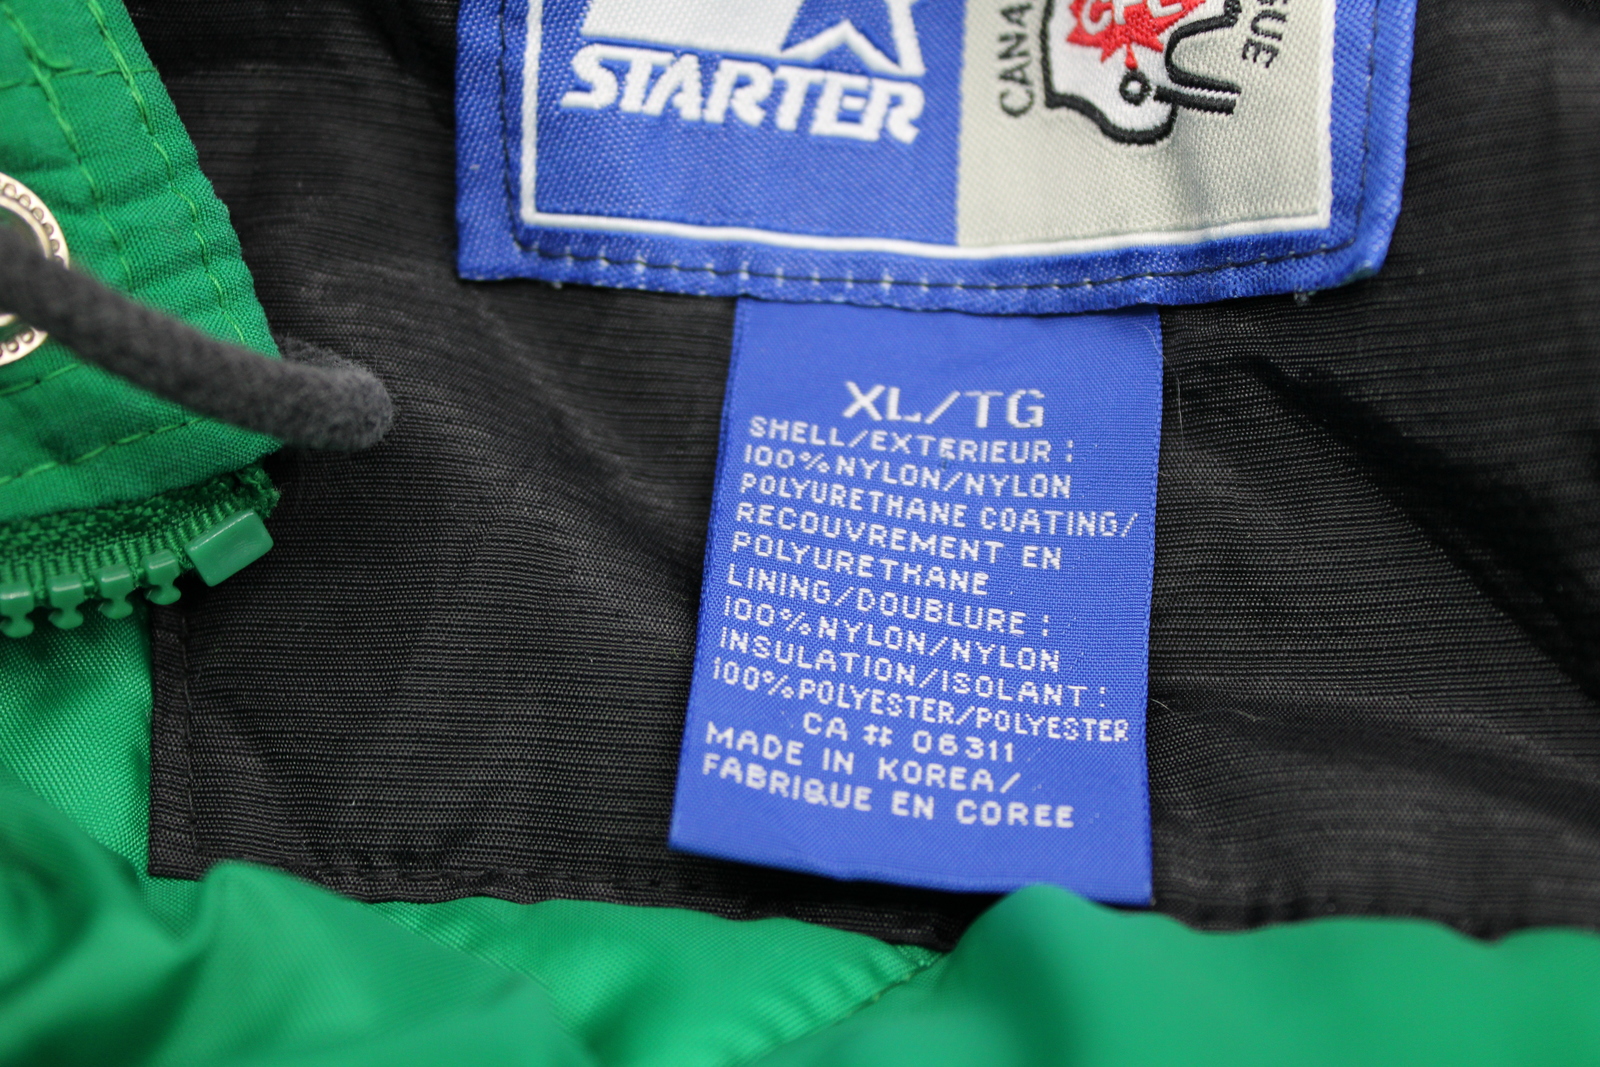 STARTER
CFL
XL/TG
SHELL/EXTERIEUR:
100%NYLON/NYLON
POLYURETHANE COATING/
RECOUVREMENT EN
POLYURETHANE
LINING/DOUBLURE:
100%NYLON/NYLON
INSULATION/ISOLANT:
100%POLYESTER/POLYESTER
CA # 06311
MADE IN KOREA/
FABRIQUE EN COREE